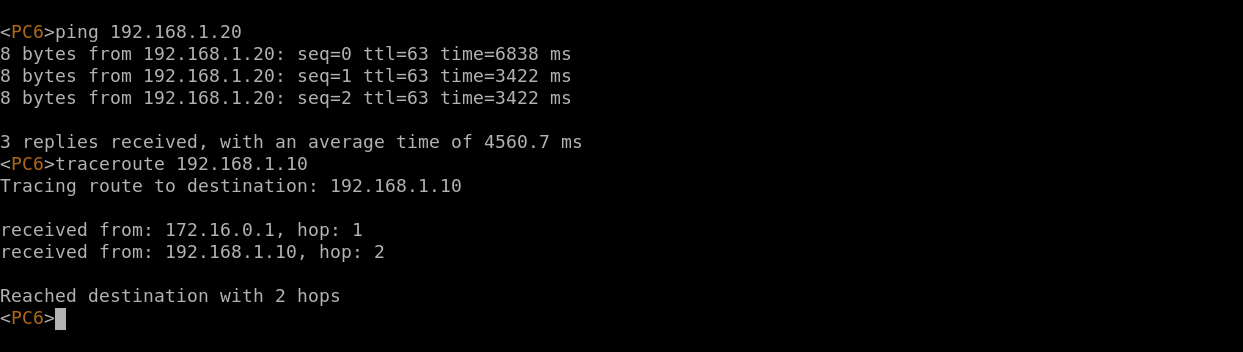 <PC6>ping 192.168.1.20
8 bytes from 192.168.1.20: seq=0 ttl=63 time=6838 ms
8 bytes from 192.168.1.20: seq=1 ttl=63 time=3422 ms
8 bytes from 192.168.1.20: seq=2 ttl=63 time=3422 ms
3 replies received, with an average time of 4560.7 ms
<PC6>traceroute 192.168.1.10
Tracing route to destination: 192.168.1.10
received from: 172.16.0.1, hop: 1
received from: 192.168.1.10, hop: 2
Reached destination with 2 hops
<PC6>